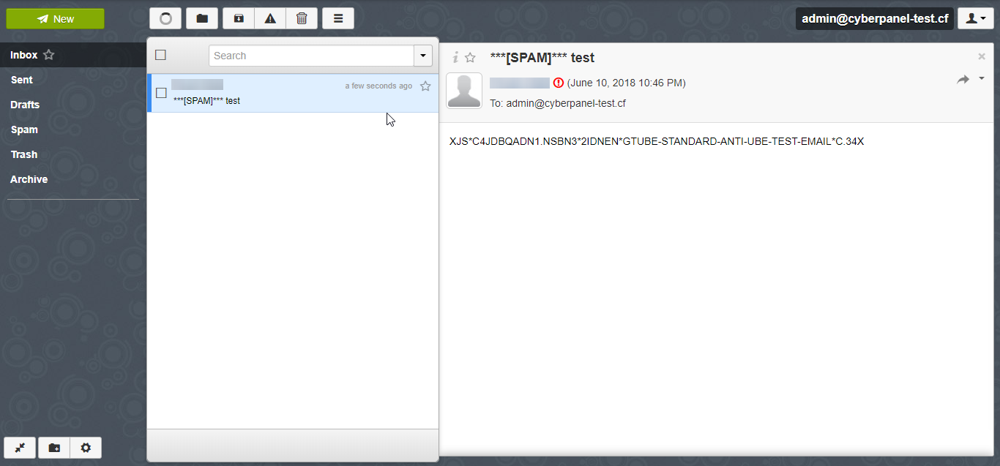 New
admin@cyberpanel-test.cf
Inbox
Sent
Drafts
Spam
Trash
Archive
Search
a few seconds ago
***[SPAM]*** test
***[SPAM]*** test
(June 10, 2018 10:46 PM)
To: admin@cyberpanel-test.cf
XJS*C4JDBQADN1.NSBN3*2IDNEN*GTUBE-STANDARD-ANTI-UBE-TEST-EMAIL*C.34X